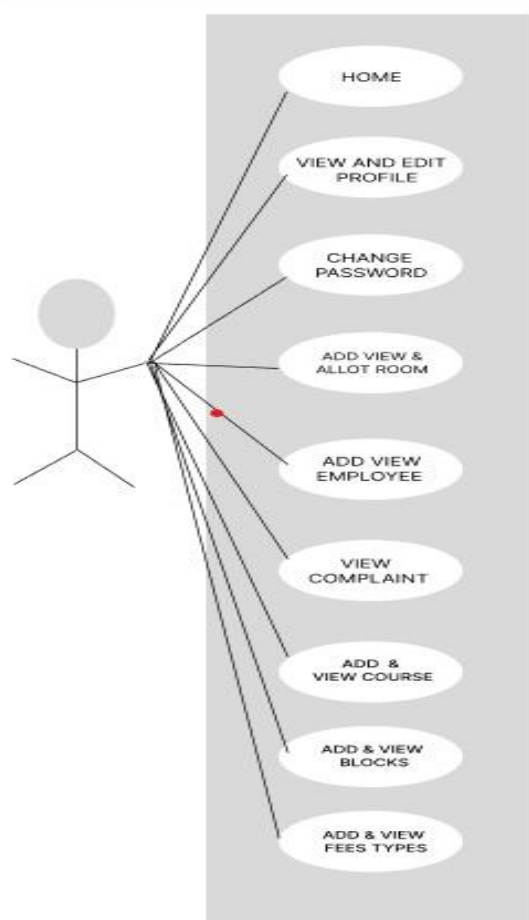 HOME
VIEW AND EDIT
PROFILE
CHANGE
PASSWORD
ADD VIEW &
ALLOT ROOM
ADD VIEW
EMPLOYEE
VIEW
COMPLAINT
ADD &
VIEW COURSE
ADD & VIEW
BLOCKS
ADD & VIEW
FEES TYPES